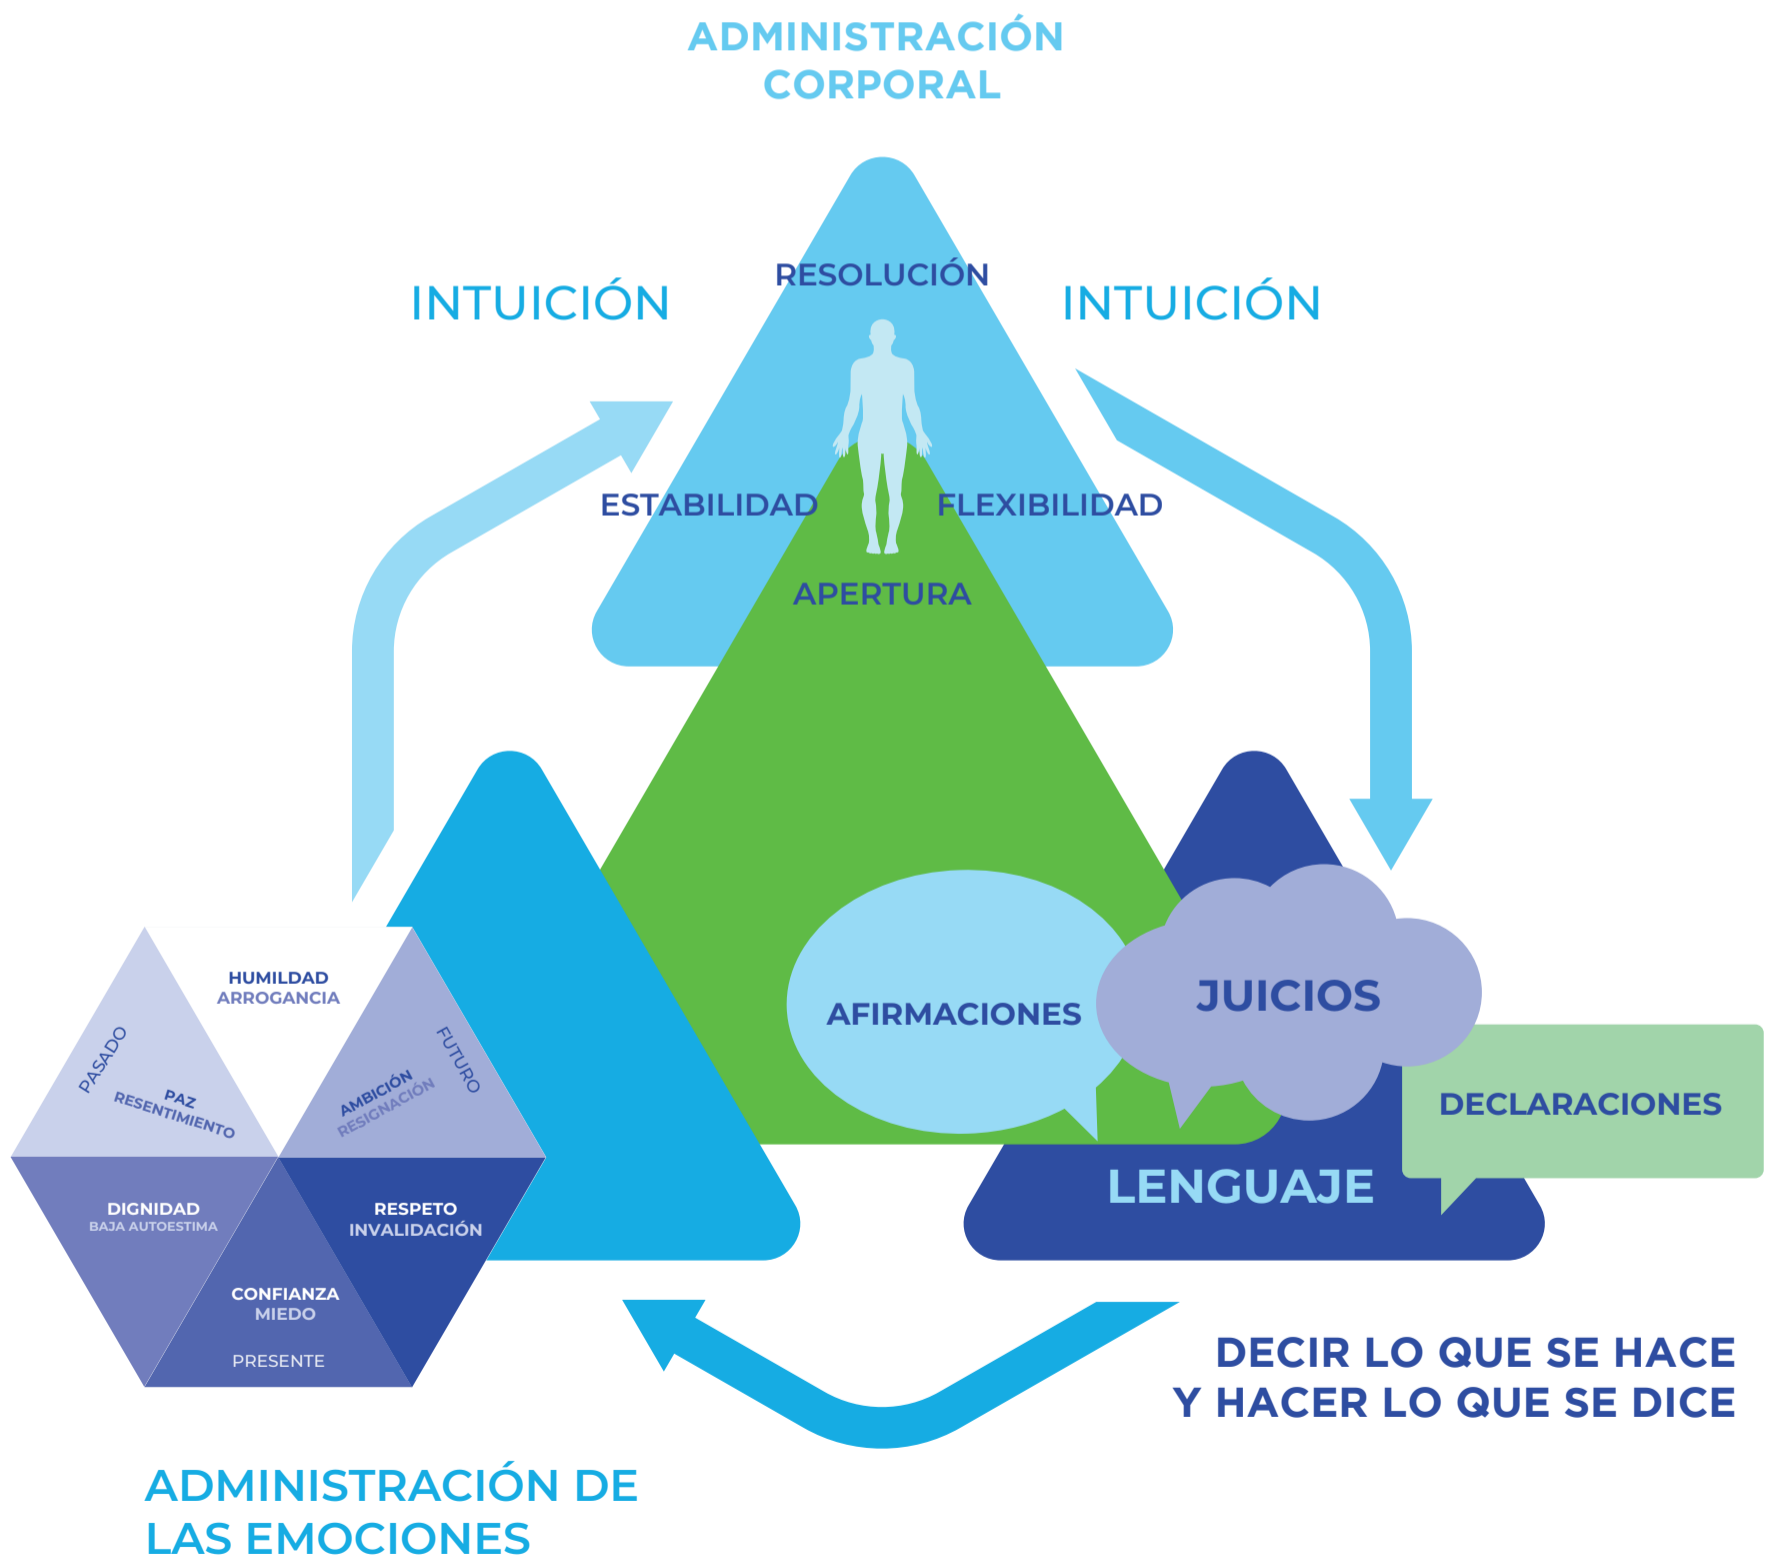 ADMINISTRACIÓN
CORPORAL
RESOLUCIÓN
INTUICIÓN
INTUICIÓN
ESTABILIDAD
FLEXIBILIDAD
APERTURA
HUMILDAD
ARROGANCIA
PASADO
PAZ
RESENTIMIENTO
FUTURO
AMBICIÓN
RESIGNACIÓN
DIGNIDAD
BAJA AUTOESTIMA
RESPETO
INVALIDACIÓN
CONFIANZA
MIEDO
PRESENTE
AFIRMACIONES
JUICIOS
DECLARACIONES
LENGUAJE
DECIR LO QUE SE HACE
Y HACER LO QUE SE DICE
ADMINISTRACIÓN DE
LAS EMOCIONES